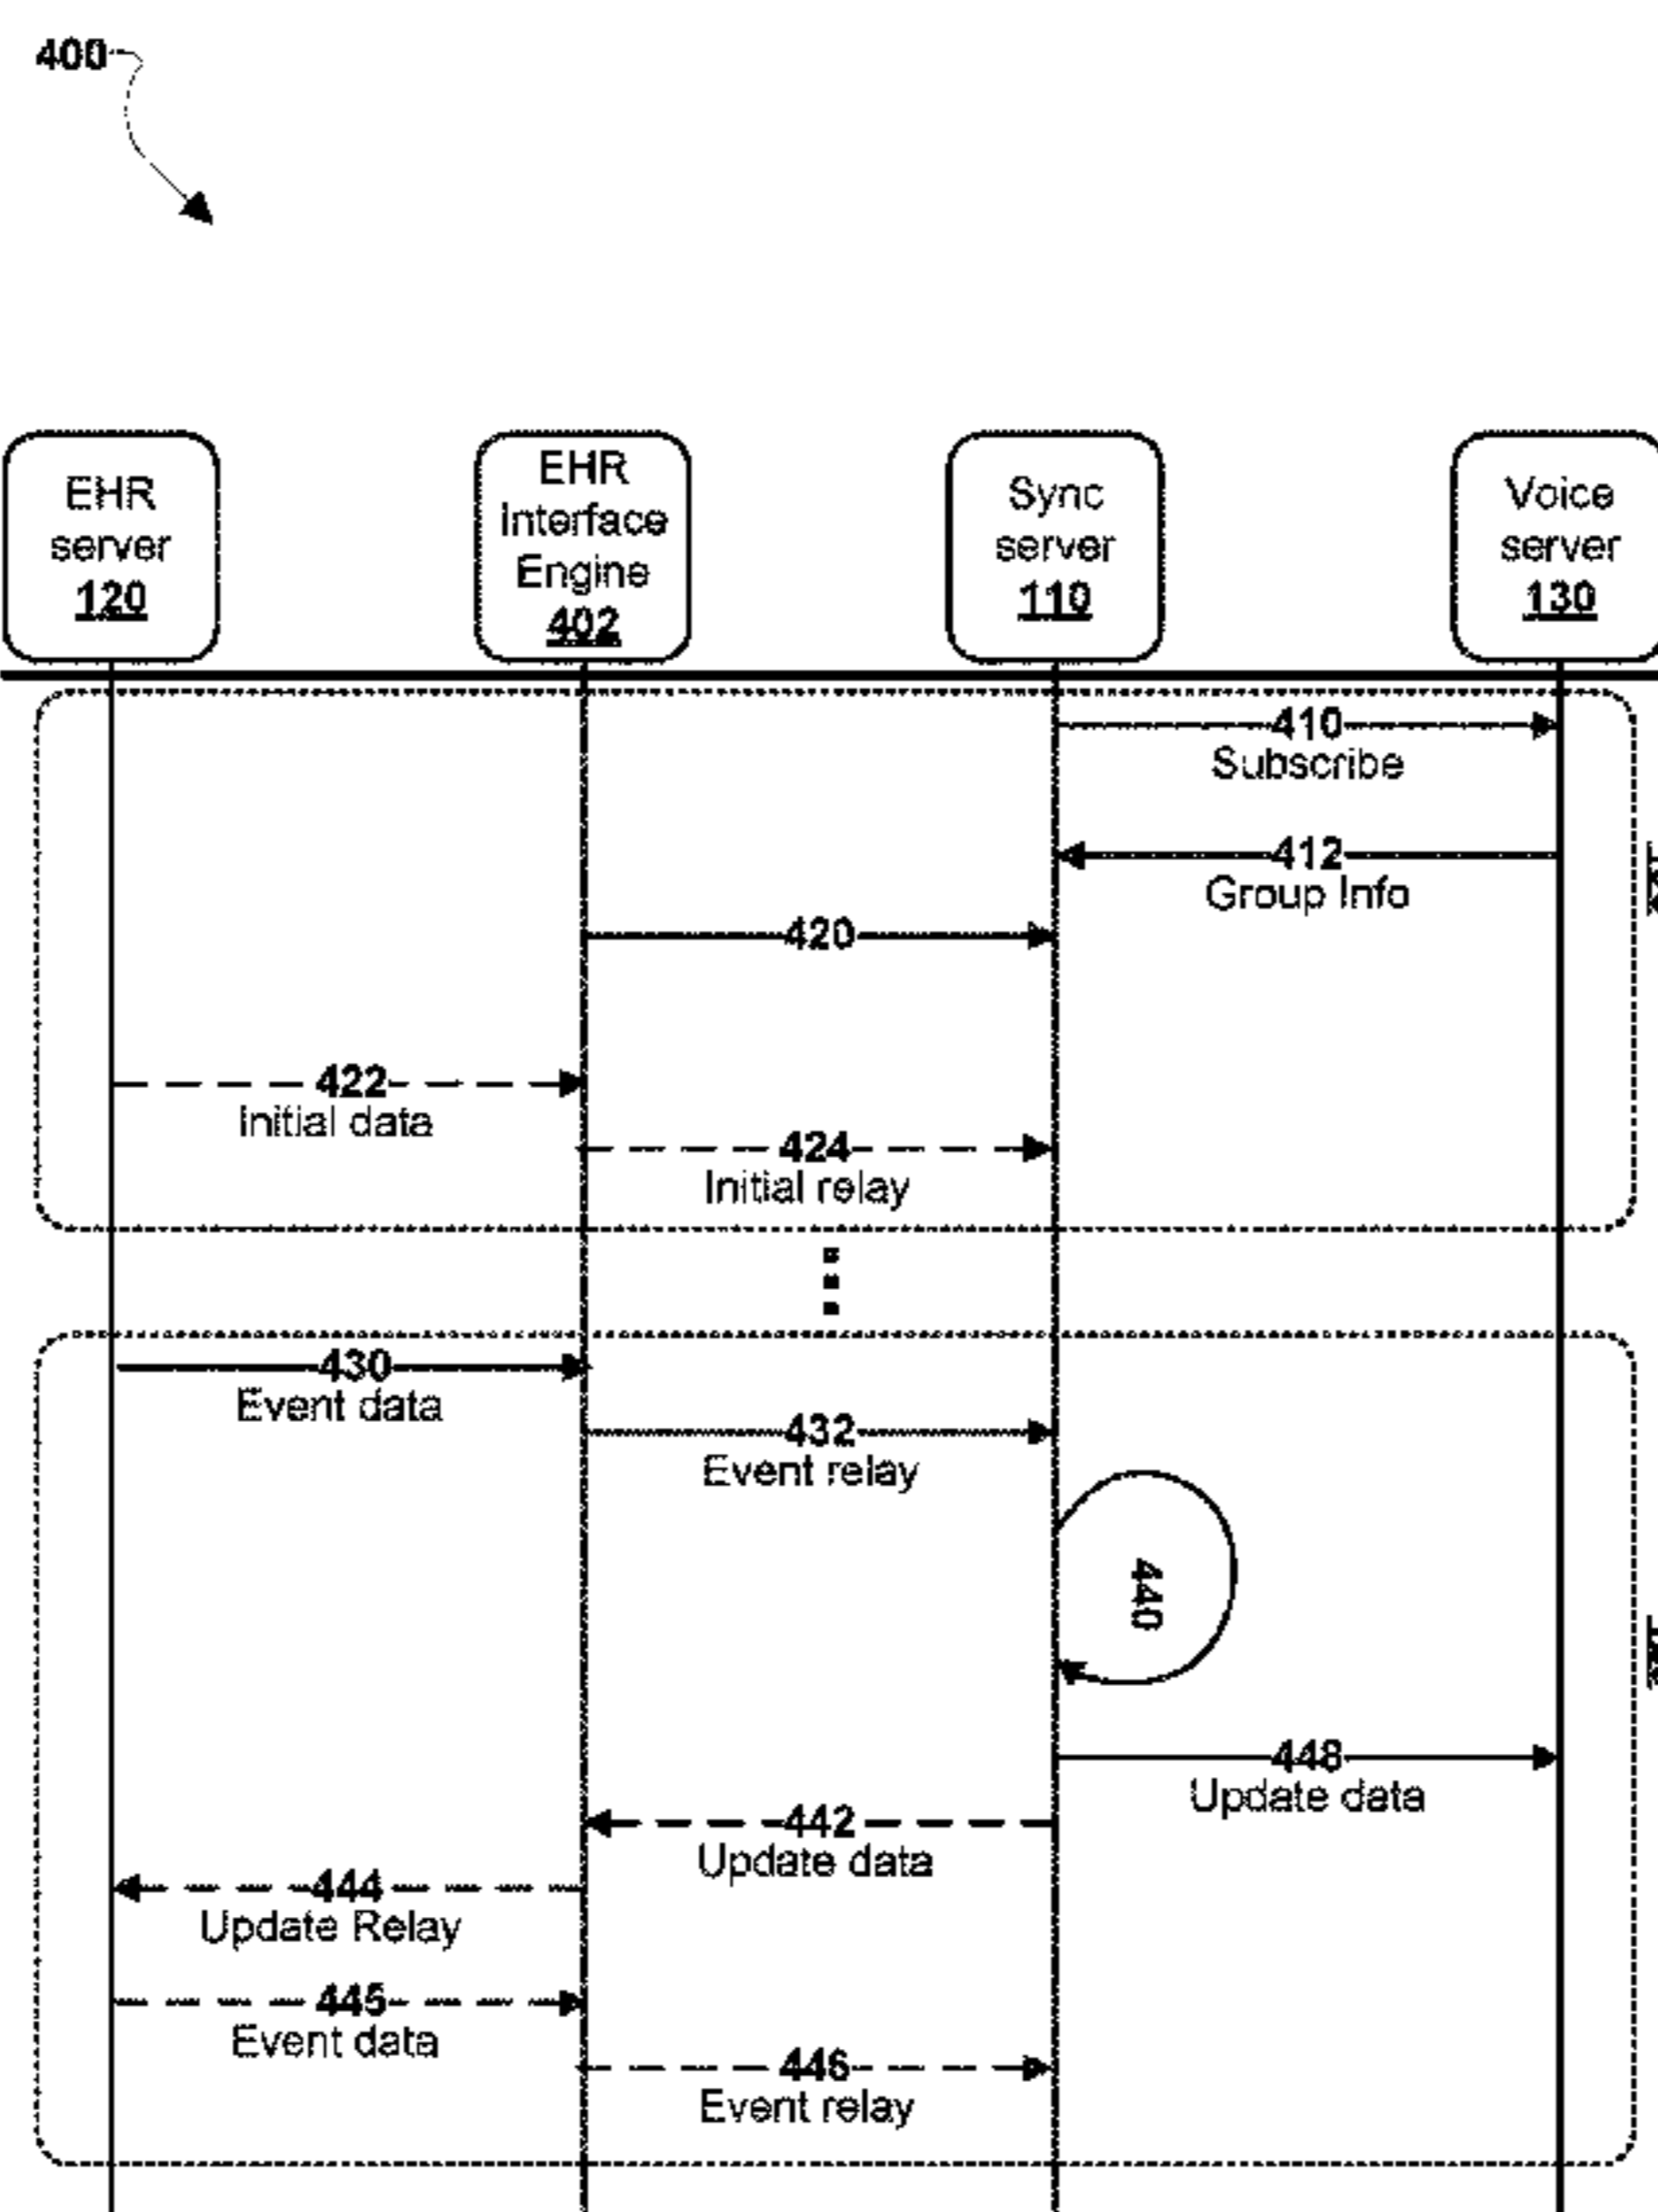 400
EHR
server
120
EHR
Interface
Engine
402
Sync
server
110
Voice
server
130
410
Subscribe
412
Group Info
420
422
Initial data
424
Initial relay
430
Event data
432
Event relay
440
448
Update data
442
Update data
444
Update Relay
445
Event data
446
Event relay